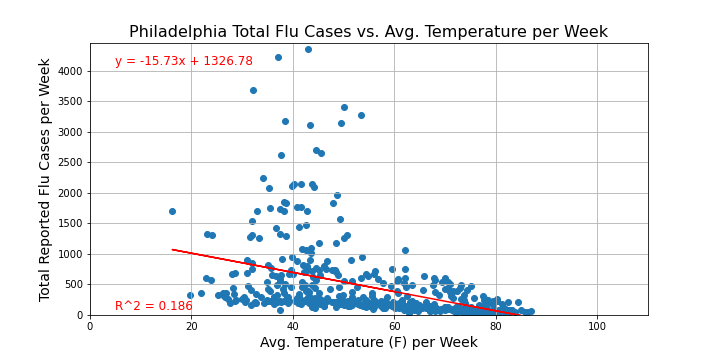 Philadelphia Total Flu Cases vs. Avg. Temperature per Week
y = -15.73x + 1326.78
R^2 = 0.186
Total Reported Flu Cases per Week
4000
3500
3000
2500
2000
1500
1000
500
0
0 20 40 60 80 100
Avg. Temperature (F) per Week